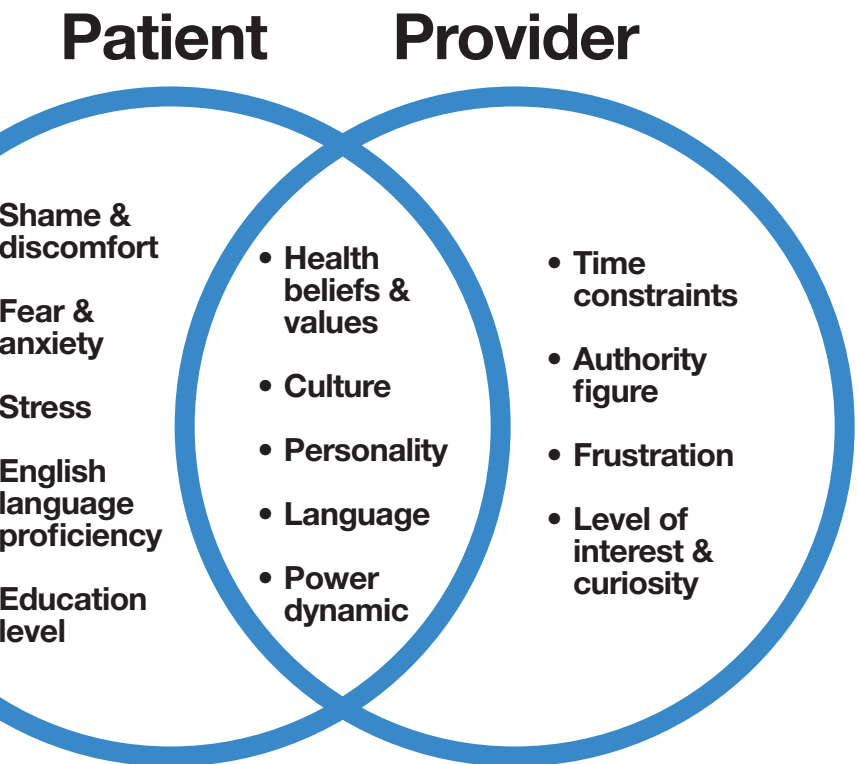 Patient
Provider
Shame &
discomfort
Fear &
anxiety
Stress
English
language
proficiency
Education
level
• Health
beliefs &
values
• Culture
• Personality
• Language
• Power
dynamic
• Time
constraints
• Authority
figure
• Frustration
• Level of
interest &
curiosity